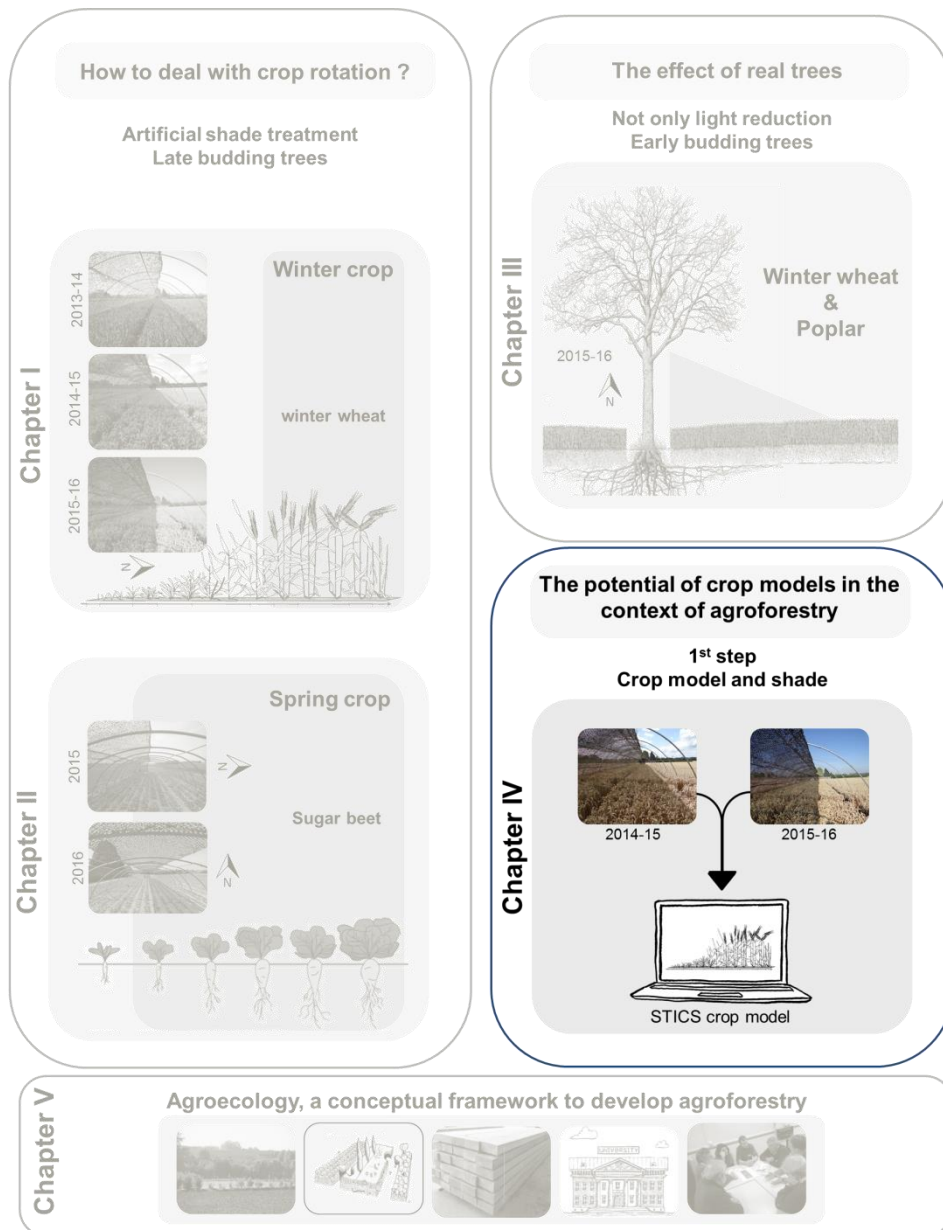 How to deal with crop rotation ?
Artificial shade treatment
Late budding trees
Chapter I
2013-14
2014-15
2015-16
Winter crop
winter wheat
N
Chapter II
2015
2016
Spring crop
Sugar beet
N
N
The effect of real trees
Not only light reduction
Early budding trees
Chapter III
2015-16
N
Winter wheat
&
Poplar
The potential of crop models in the
context of agroforestry
1st step
Crop model and shade
Chapter IV
2014-15
2015-16
STICS crop model
Chapter V
Agroecology, a conceptual framework to develop agroforestry
UNIVERSITY